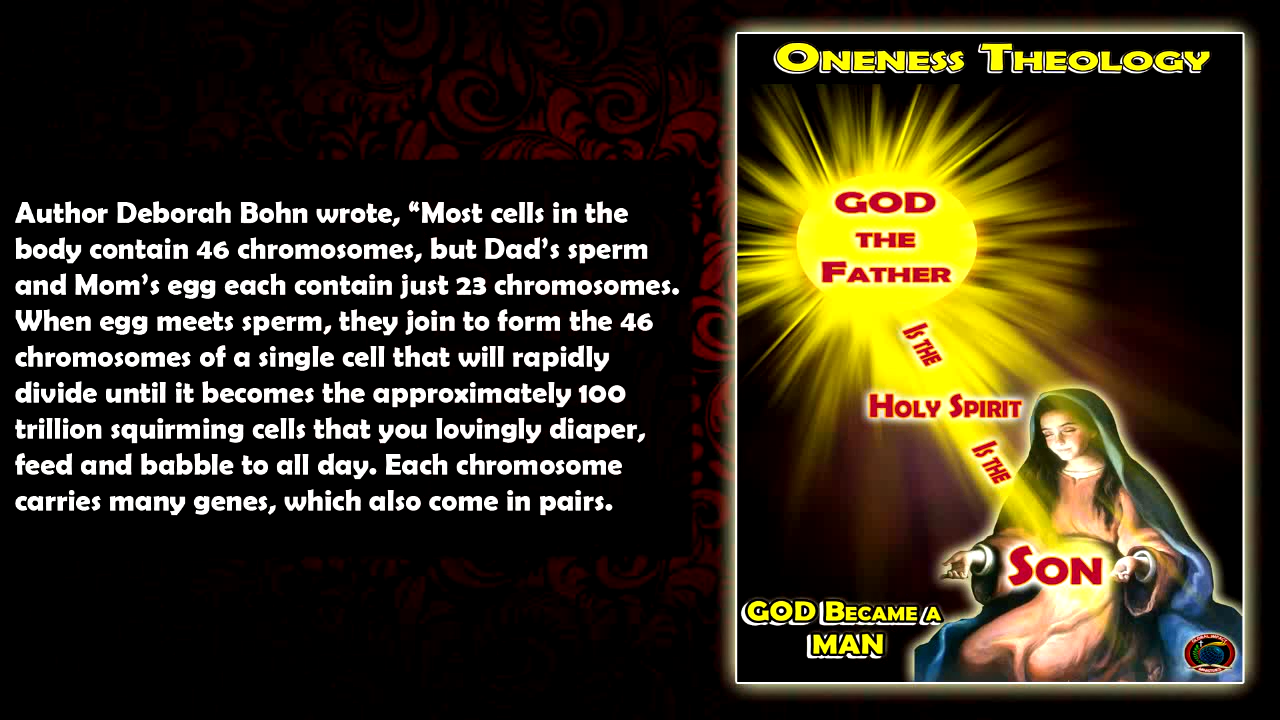 Author Deborah Bohn wrote, “Most cells in the
body contain 46 chromosomes, but Dad’s sperm
and Mom’s egg each contain just 23 chromosomes.
When egg meets sperm, they join to form the 46
chromosomes of a single cell that will rapidly
divide until it becomes the approximately 100
trillion squirming cells that you lovingly diaper,
feed and babble to all day. Each chromosome
carries many genes, which also come in pairs.
ONENESS THEOLOGY
GOD
THE
FATHER
IS THE
HOLY SPIRIT
IS THE
SON
GOD BECAME A
MAN
GLOBAL IMPACT
MINISTRIES